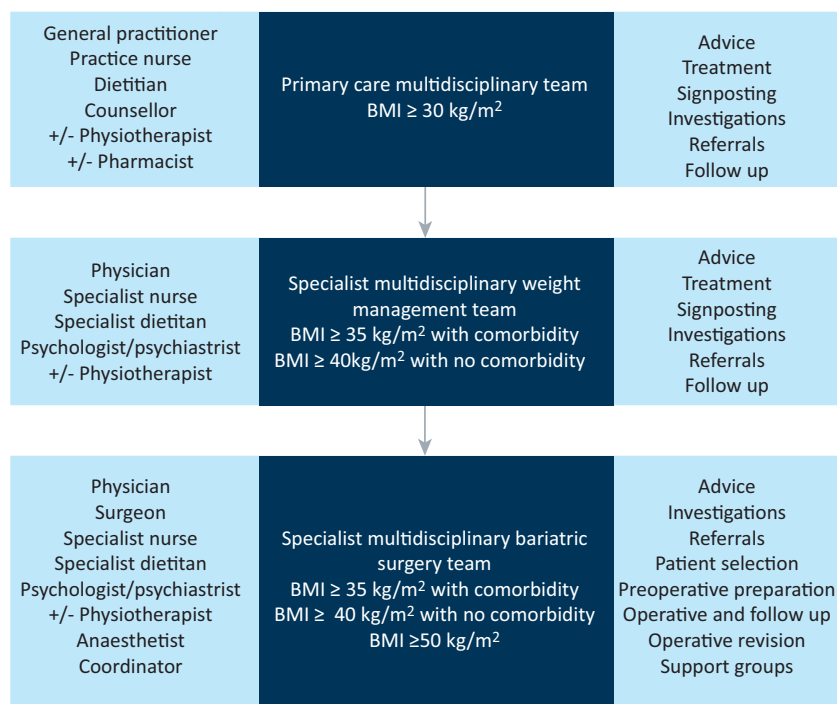 General practitioner
Practice nurse
Dietitian
Counsellor
+/- Physiotherapist
+/- Pharmacist
Primary care multidisciplinary team
BMI ≥ 30 kg/m²
Advice
Treatment
Signposting
Investigations
Referrals
Follow up
Physician
Specialist nurse
Specialist dietitan
Psychologist/psychiastrist
+/- Physiotherapist
Specialist multidisciplinary weight
management team
BMI ≥ 35 kg/m² with comorbidity
BMI ≥ 40kg/m² with no comorbidity
Advice
Treatment
Signposting
Investigations
Referrals
Follow up
Physician
Surgeon
Specialist nurse
Specialist dietitan
Psychologist/psychiastrist
+/- Physiotherapist
Anaesthetist
Coordinator
Specialist multidisciplinary bariatric
surgery team
BMI ≥ 35 kg/m² with comorbidity
BMI ≥ 40 kg/m² with no comorbidity
BMI ≥50 kg/m²
Advice
Investigations
Referrals
Patient selection
Preoperative preparation
Operative and follow up
Operative revision
Support groups